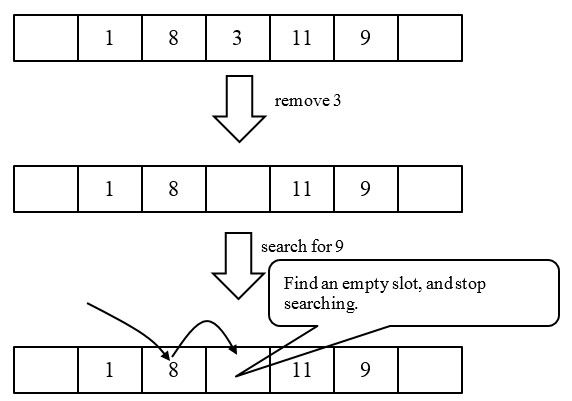 1 8 3 11 9
remove 3
1 8 11 9
search for 9
Find an empty slot, and stop
searching.
1 8 11 9